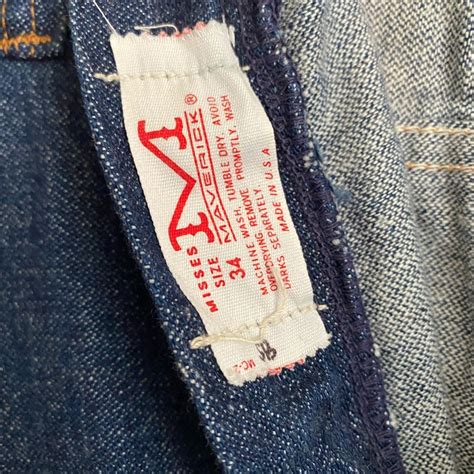 M
MAVERICK®
MISSES
SIZE
34
MACHINE WASH, TUMBLE DRY. AVOID
OVERDRYING. REMOVE PROMPTLY. WASH
DARKS SEPARATELY. MADE IN U.S.A.